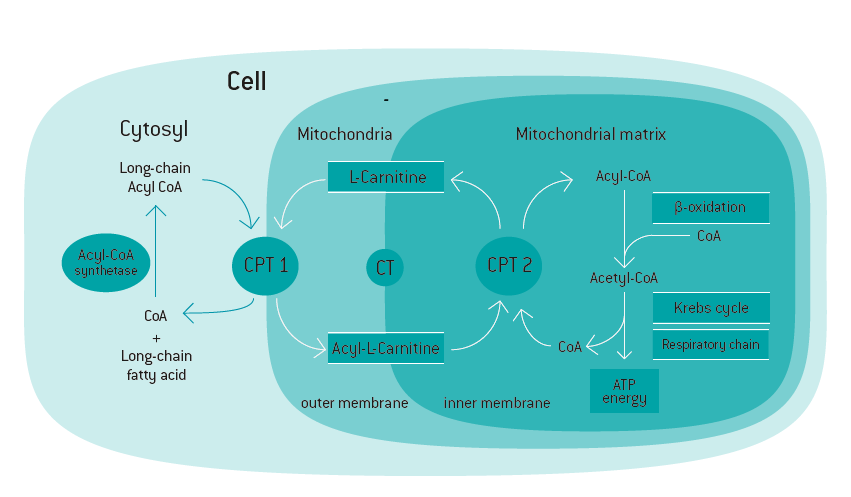 Cell
Cytosyl
Mitochondria
-
Mitochondrial matrix
Long-chain
Acyl CoA
L-Carnitine
Acyl-CoA
β-oxidation
CoA
Acyl-CoA
synthetase
CPT 1
CT
CPT 2
Acetyl-CoA
CoA
+
Long-chain
fatty acid
Krebs cycle
Acyl-L-Carnitine
CoA
Respiratory chain
ATP
energy
outer membrane
inner membrane